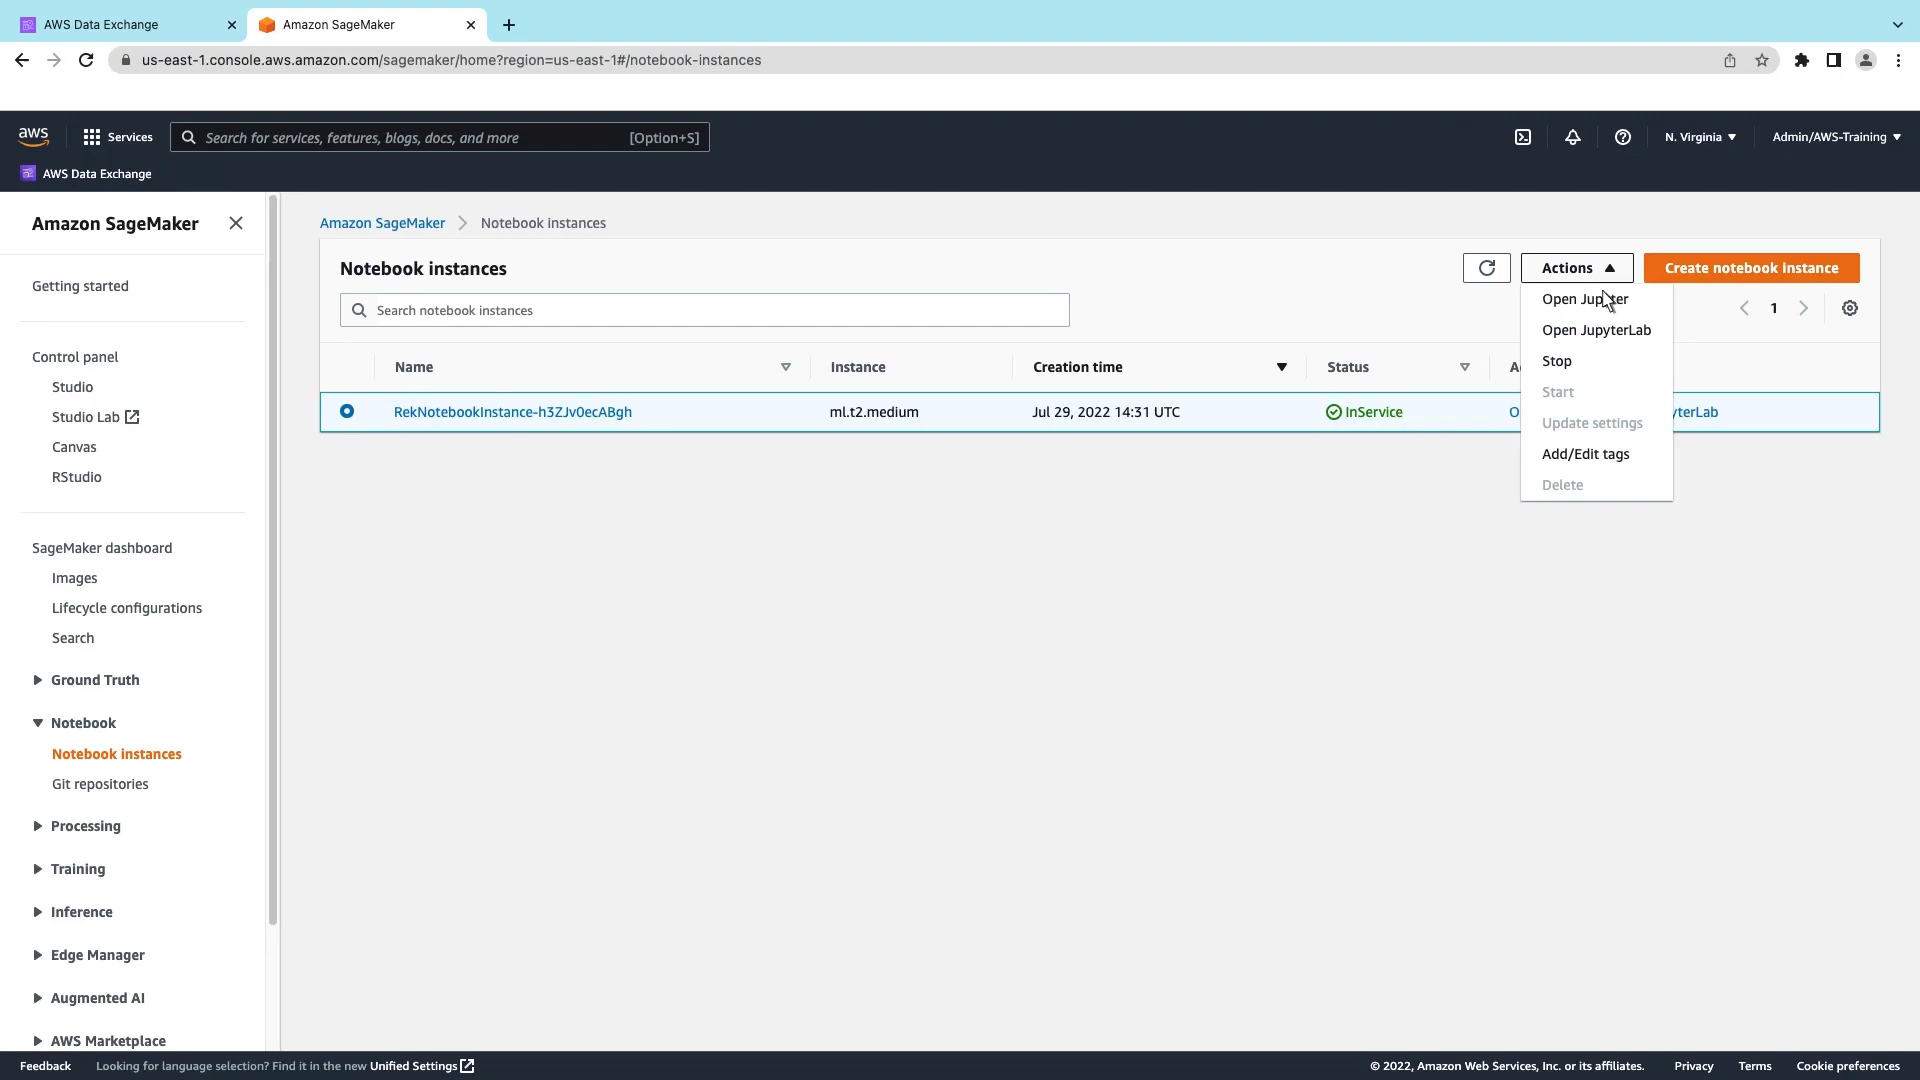 AWS Data Exchange
Amazon SageMaker
us-east-1.console.aws.amazon.com/sagemaker/home?region=us-east-1#/notebook-instances
aws
Services
Search for services, features, blogs, docs, and more
[Option+S]
N. Virginia
Admin/AWS-Training
AWS Data Exchange
Amazon SageMaker
Getting started
Control panel
Studio
Studio Lab
Canvas
RStudio
SageMaker dashboard
Images
Lifecycle configurations
Search
Ground Truth
Notebook
Notebook instances
Git repositories
Processing
Training
Inference
Edge Manager
Augmented AI
AWS Marketplace
Amazon SageMaker
Notebook instances
Notebook instances
Actions
Create notebook instance
Search notebook instances
1
Name
Instance
Creation time
Status
RekNotebookInstance-h3ZJv0ecABgh
ml.t2.medium
Jul 29, 2022 14:31 UTC
InService
Open Jupyter
Open JupyterLab
Stop
Start
Update settings
Add/Edit tags
Delete
Feedback
Looking for language selection? Find it in the new Unified Settings
© 2022, Amazon Web Services, Inc. or its affiliates.
Privacy
Terms
Cookie preferences